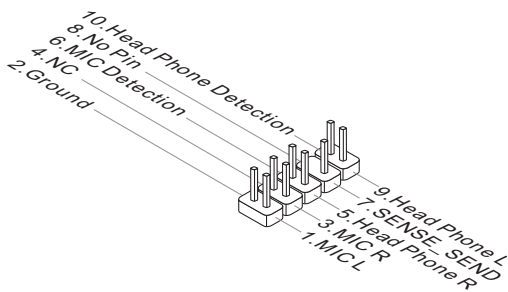 10.Head Phone Detection
8.No Pin
6.MIC Detection
4.NC
2.Ground
9.Head Phone L
7.SENSE_SEND
5.Head Phone R
3.MIC R
1.MIC L